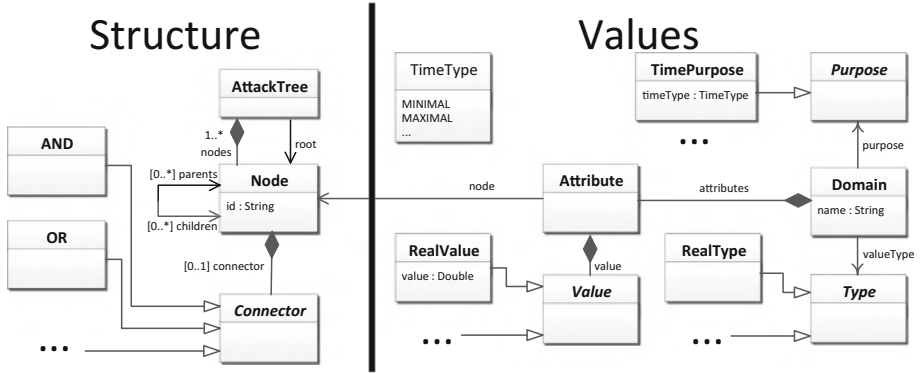 Structure
Values
AttackTree
TimeType
MINIMAL
MAXIMAL
...
TimePurpose
timeType : TimeType
...
Purpose
1..*
nodes
root
purpose
AND
[0..*] parents
Node
id : String
[0..*] children
node
Attribute
attributes
Domain
name : String
OR
[0..1] connector
RealValue
value : Double
value
RealType
valueType
Connector
Value
Type
...
...
...